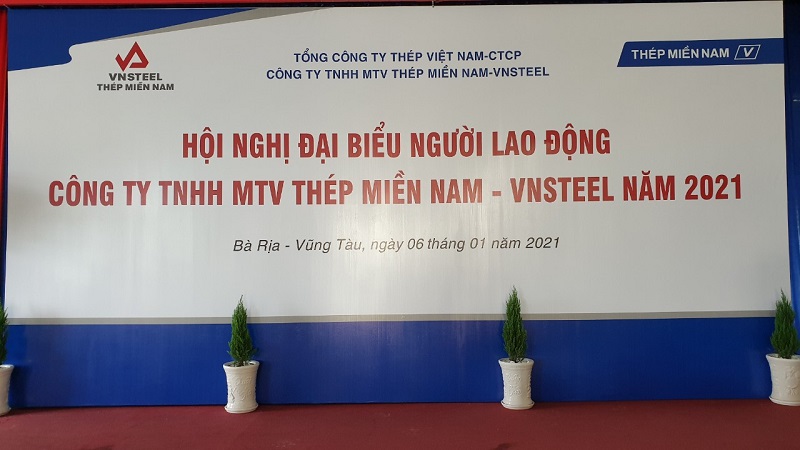 VNSTEEL
THÉP MIỀN NAM
TỔNG CÔNG TY THÉP VIỆT NAM-CTCP
CÔNG TY TNHH MTV THÉP MIỀN NAM-VNSTEEL
THÉP MIỀN NAM V
HỘI NGHỊ ĐẠI BIỂU NGƯỜI LAO ĐỘNG
CÔNG TY TNHH MTV THÉP MIỀN NAM - VNSTEEL NĂM 2021
Bà Rịa - Vũng Tàu, ngày 06 tháng 01 năm 2021